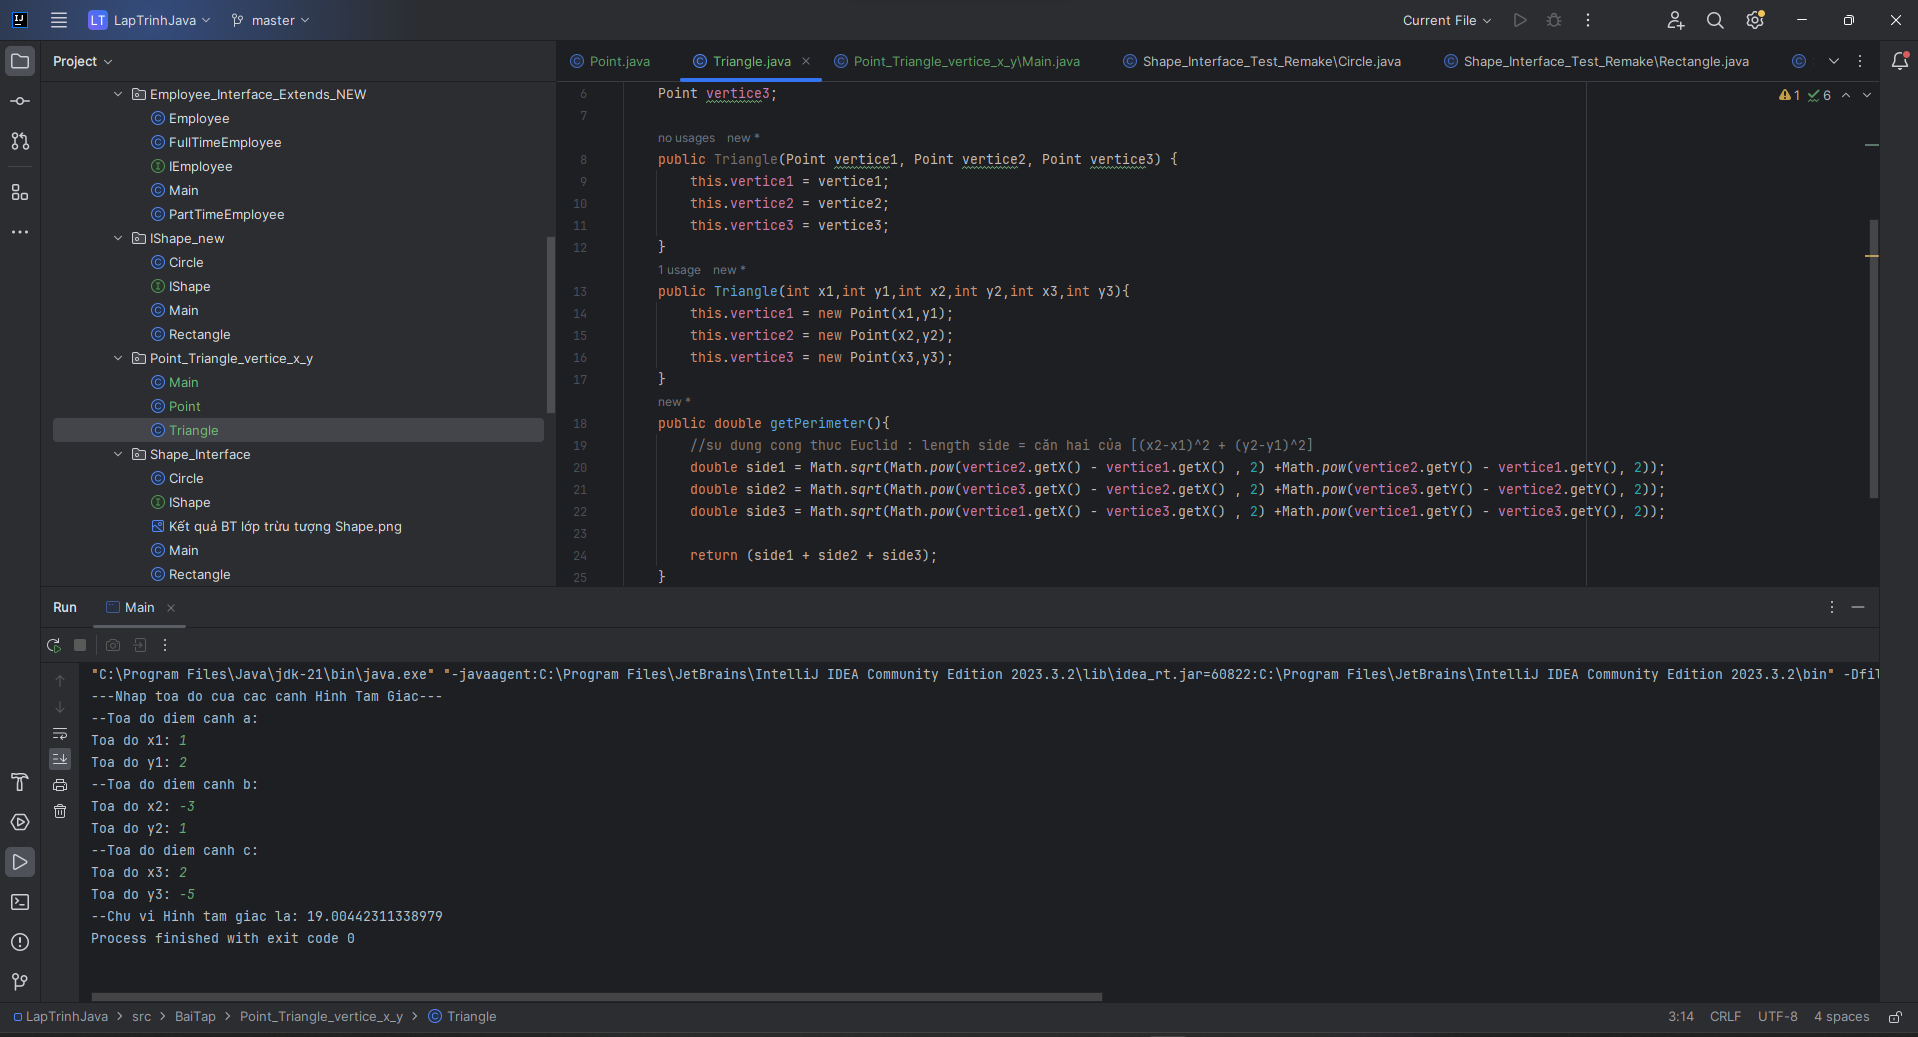 LT LapTrinhJava master Current File
Project
Employee_Interface_Extends_NEW
Employee
FullTimeEmployee
IEmployee
Main
PartTimeEmployee
IShape_new
Circle
IShape
Main
Rectangle
Point_Triangle_vertice_x_y
Main
Point
Triangle
Shape_Interface
Circle
IShape
Kết quả BT lớp trừu tượng Shape.png
Main
Rectangle
Point.java Triangle.java Point_Triangle_vertice_x_y\Main.java Shape_Interface_Test_Remake\Circle.java Shape_Interface_Test_Remake\Rectangle.java
1 6
6 Point vertice3;
7
no usages new *
8 public Triangle(Point vertice1, Point vertice2, Point vertice3) {
9 this.vertice1 = vertice1;
10 this.vertice2 = vertice2;
11 this.vertice3 = vertice3;
12 }
1 usage new *
13 public Triangle(int x1,int y1,int x2,int y2,int x3,int y3){
14 this.vertice1 = new Point(x1,y1);
15 this.vertice2 = new Point(x2,y2);
16 this.vertice3 = new Point(x3,y3);
17 }
new *
18 public double getPerimeter(){
19 //su dung cong thuc Euclid : length side = căn hai của [(x2-x1)^2 + (y2-y1)^2]
20 double side1 = Math.sqrt(Math.pow(vertice2.getX() - vertice1.getX() , 2) +Math.pow(vertice2.getY() - vertice1.getY(), 2));
21 double side2 = Math.sqrt(Math.pow(vertice3.getX() - vertice2.getX() , 2) +Math.pow(vertice3.getY() - vertice2.getY(), 2));
22 double side3 = Math.sqrt(Math.pow(vertice1.getX() - vertice3.getX() , 2) +Math.pow(vertice1.getY() - vertice3.getY(), 2));
23
24 return (side1 + side2 + side3);
25 }
Run Main
"C:\Program Files\Java\jdk-21\bin\java.exe" "-javaagent:C:\Program Files\JetBrains\IntelliJ IDEA Community Edition 2023.3.2\lib\idea_rt.jar=60822:C:\Program Files\JetBrains\IntelliJ IDEA Community Edition 2023.3.2\bin" -Dfil
---Nhap toa do cua cac canh Hinh Tam Giac---
--Toa do diem canh a:
Toa do x1: 1
Toa do y1: 2
--Toa do diem canh b:
Toa do x2: -3
Toa do y2: 1
--Toa do diem canh c:
Toa do x3: 2
Toa do y3: -5
--Chu vi Hinh tam giac la: 19.00442311338979
Process finished with exit code 0
LapTrinhJava > src > BaiTap > Point_Triangle_vertice_x_y > Triangle
3:14 CRLF UTF-8 4 spaces